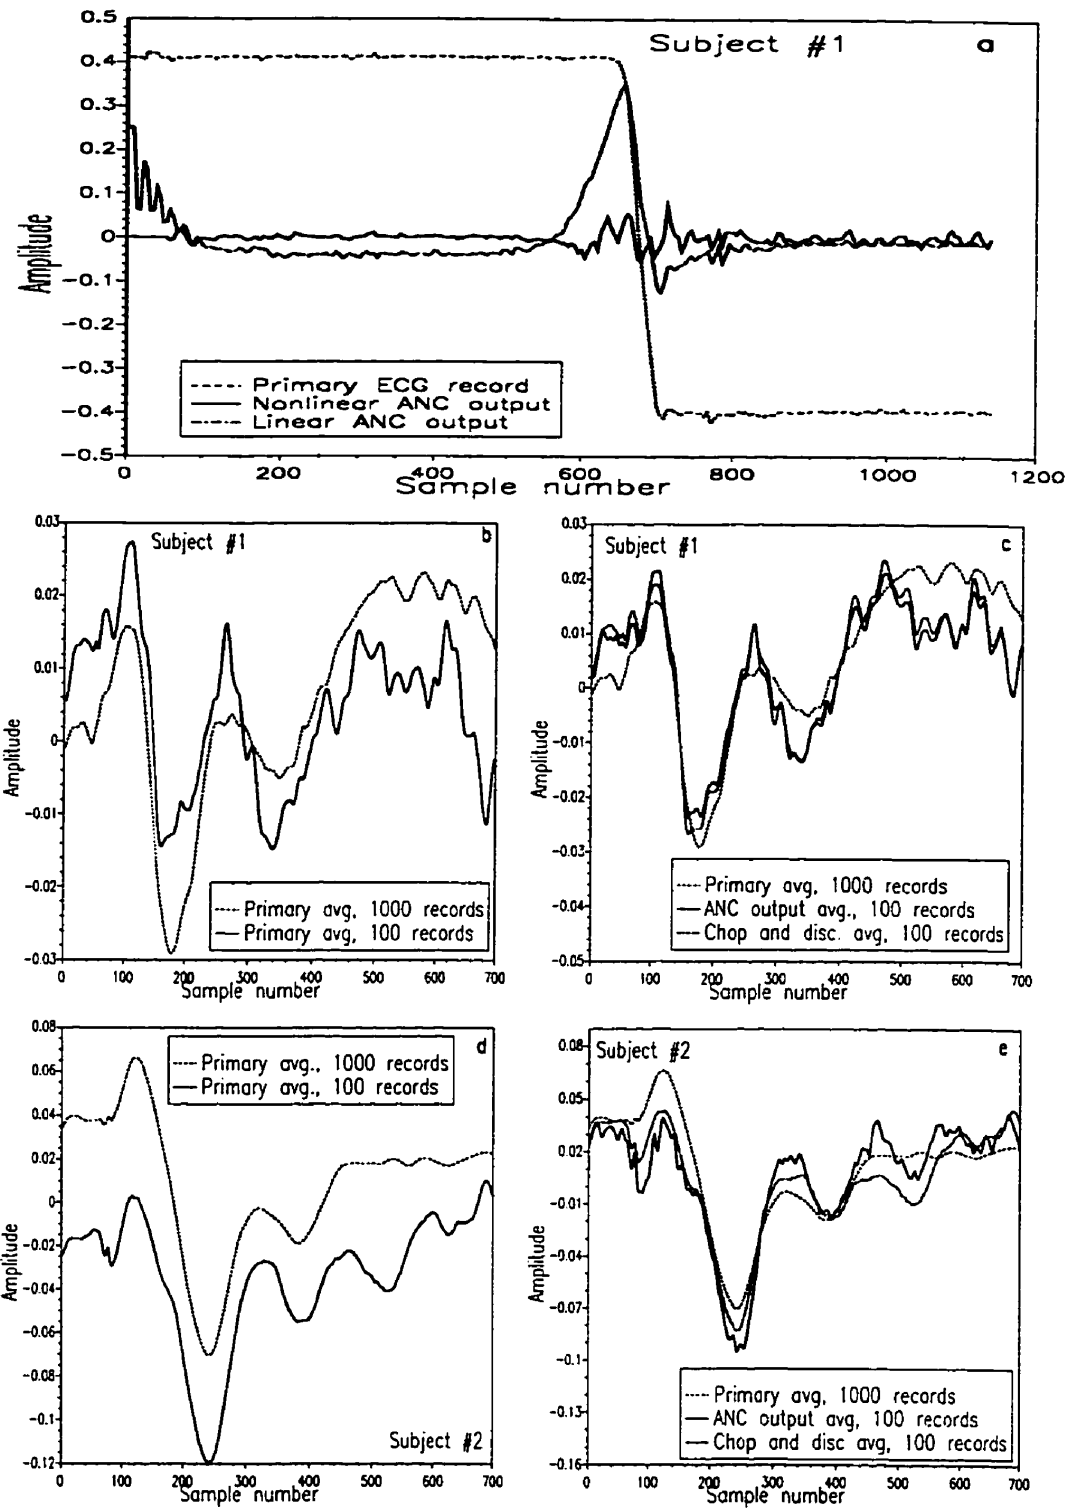 0.5
Subject #1 a
0.4
0.3
0.2
0.1
0
-0.1
-0.2
-0.3
-0.4
-0.5
Amplitude
Primary ECG record
Nonlinear ANC output
Linear ANC output
0 200 400 600 800 1000 1200
Sample number
0.03
0.02
0.01
0
-0.01
-0.02
-0.03
Amplitude
Subject #1 b
Primary avg, 1000 records
Primary avg, 100 records
0 100 200 300 400 500 600 700
Sample number
0.03
0.02
0.01
0
-0.01
-0.02
-0.03
-0.04
-0.05
Amplitude
Subject #1 c
Primary avg, 1000 records
ANC output avg., 100 records
Chop and disc. avg, 100 records
0 100 200 300 400 500 600 700
Sample number
0.08
0.06
0.04
0.02
0
-0.02
-0.04
-0.06
-0.08
-0.1
-0.12
Amplitude
d
Primary avg., 1000 records
Primary avg., 100 records
Subject #2
0 100 200 300 400 500 600 700
Sample number
0.08
0.05
0.02
-0.01
-0.04
-0.07
-0.1
-0.13
-0.16
Amplitude
Subject #2 e
Primary avg, 1000 records
ANC output avg, 100 records
Chop and disc avg, 100 records
0 100 200 300 400 500 600 700
Sample number